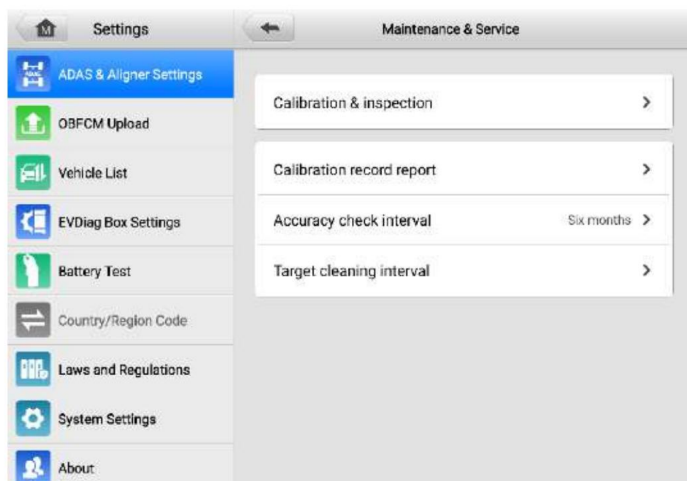 Settings
Maintenance & Service
ADAS & Aligner Settings
OBFCM Upload
Vehicle List
EVDiag Box Settings
Battery Test
Country/Region Code
Laws and Regulations
System Settings
About
Calibration & inspection
Calibration record report
Accuracy check interval Six months
Target cleaning interval